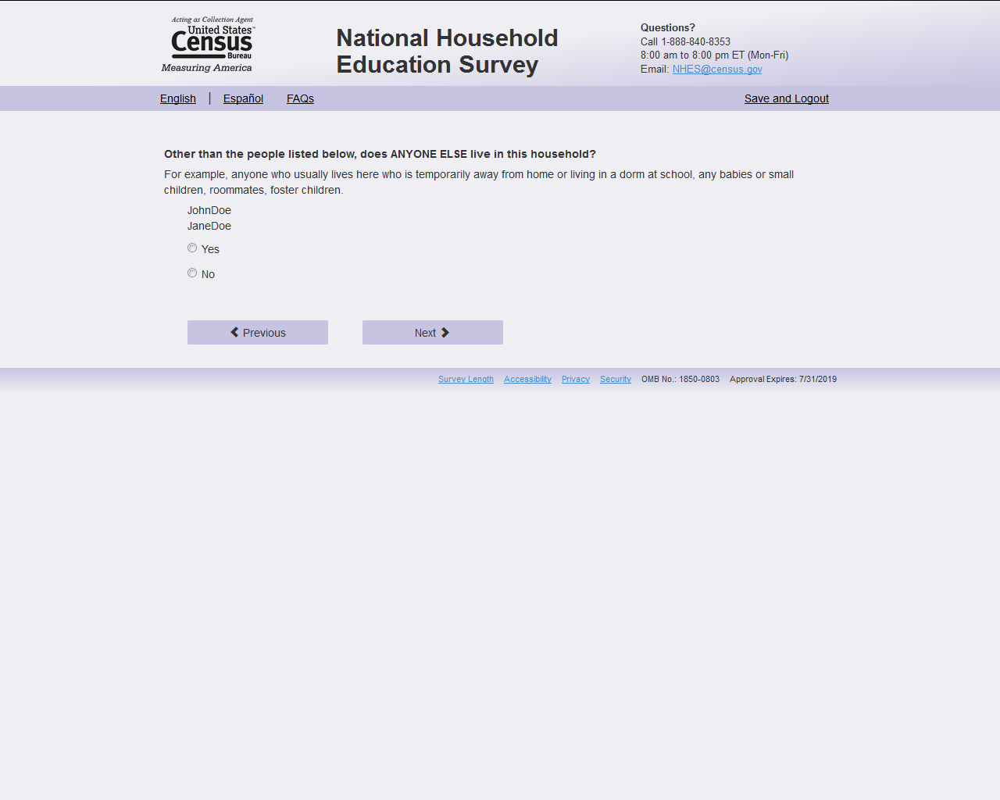 Acting as Collection Agent
United States™
Census
Bureau
Measuring America
National Household
Education Survey
Questions?
Call 1-888-840-8353
8:00 am to 8:00 pm ET (Mon-Fri)
Email: NHES@census.gov
English | Español FAQs Save and Logout
Other than the people listed below, does ANYONE ELSE live in this household?
For example, anyone who usually lives here who is temporarily away from home or living in a dorm at school, any babies or small
children, roommates, foster children.
JohnDoe
JaneDoe
Yes
No
Previous Next
Survey Length Accessibility Privacy Security OMB No.: 1850-0803 Approval Expires: 7/31/2019